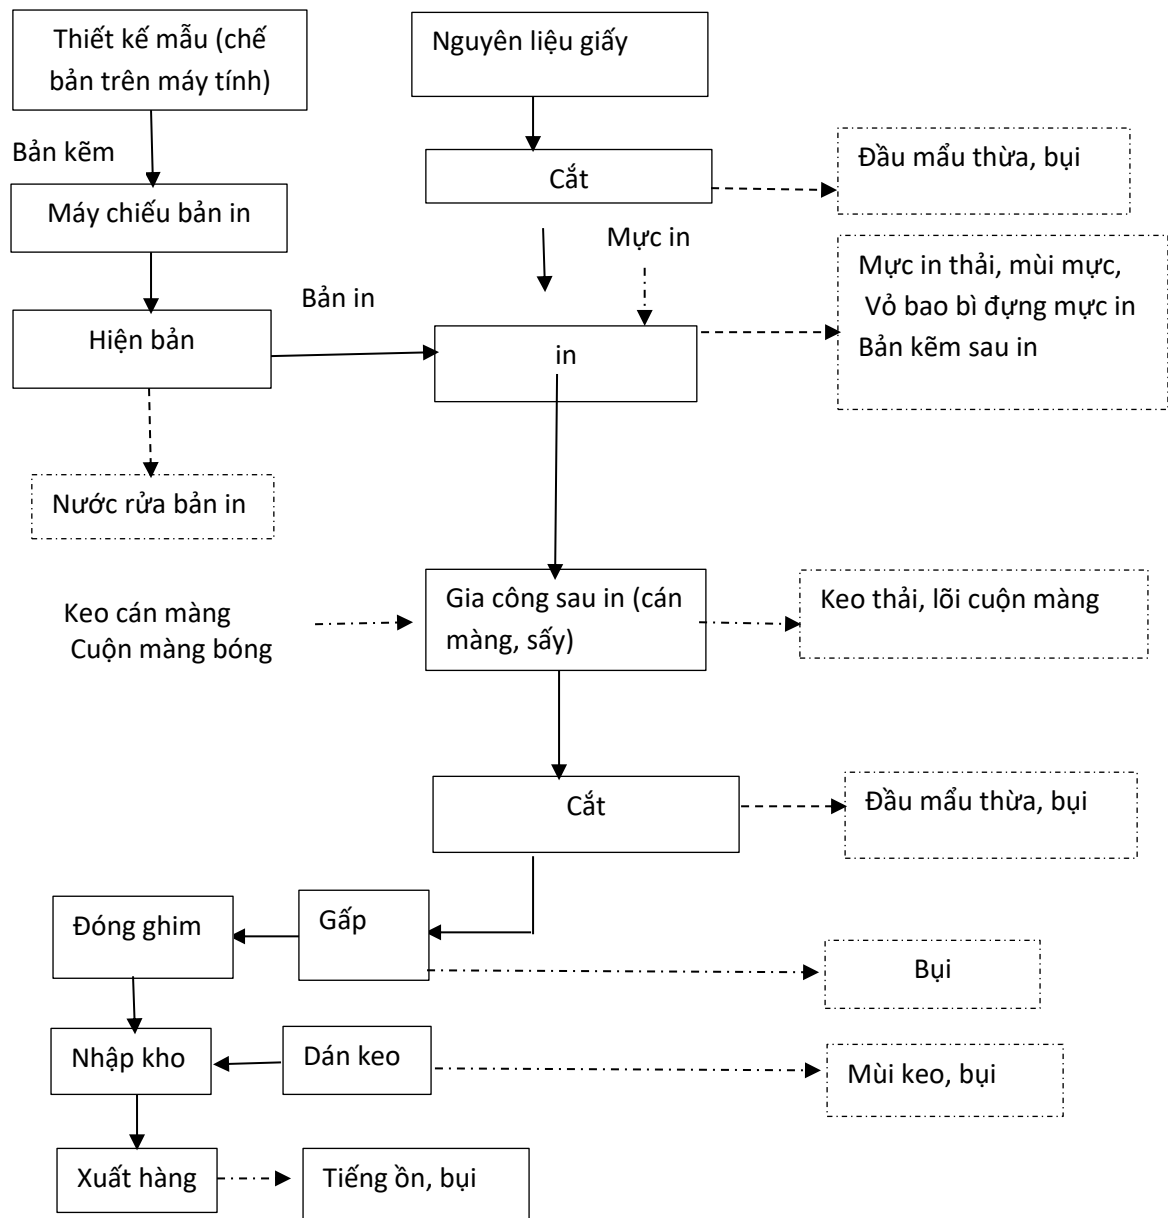 Thiết kế mẫu (chế
bản trên máy tính)
Nguyên liệu giấy
Bản kẽm
Cắt
Đầu mẩu thừa, bụi
Máy chiếu bản in
Mực in
Mực in thải, mùi mực,
Vỏ bao bì đựng mực in
Bản kẽm sau in
Bản in
Hiện bản
in
Nước rửa bản in
Keo cán màng
Cuộn màng bóng
Gia công sau in (cán
màng, sấy)
Keo thải, lõi cuộn màng
Cắt
Đầu mẩu thừa, bụi
Đóng ghim
Gấp
Bụi
Nhập kho
Dán keo
Mùi keo, bụi
Xuất hàng
Tiếng ồn, bụi